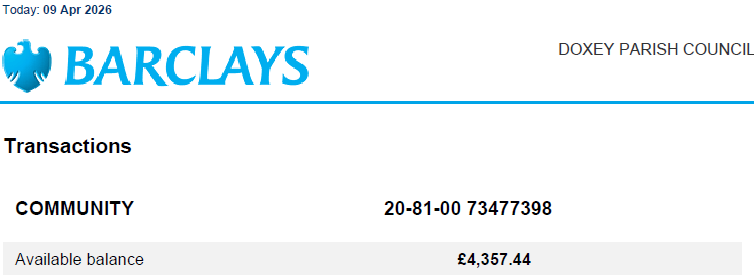 Today: 09 Apr 2026
BARCLAYS
DOXEY PARISH COUNCIL
Transactions
COMMUNITY 20-81-00 73477398
Available balance £4,357.44